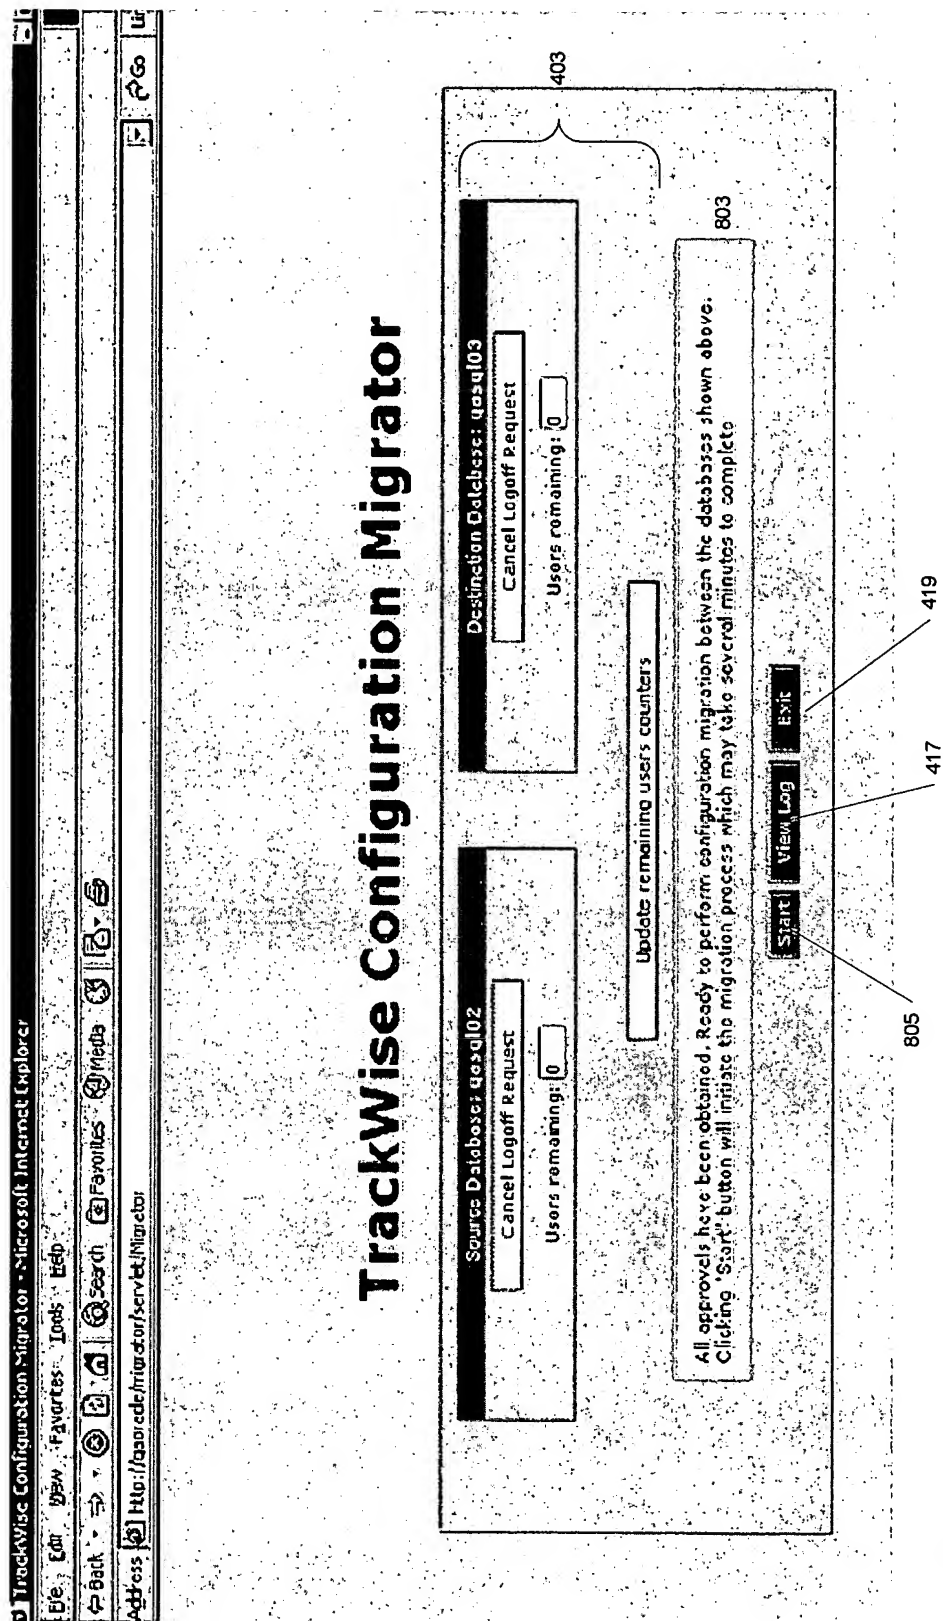 TrackWise Configuration Migrator - Microsoft Internet Explorer
File Edit View Favorites Tools Help
Back Search Favorites Media
Address http://qaoracle/migrator/servlet/Migrator Go
TrackWise Configuration Migrator
Source Database: qasql02 Destination Database: qasql03
Cancel Logoff Request Cancel Logoff Request
Users remaining: 0 Users remaining: 0
403
Update remaining users counters
803
All approvals have been obtained. Ready to perform configuration migration between the databases shown above.
Clicking "Start" button will initiate the migration process which may take several minutes to complete
Start View Log Exit
805 417 419